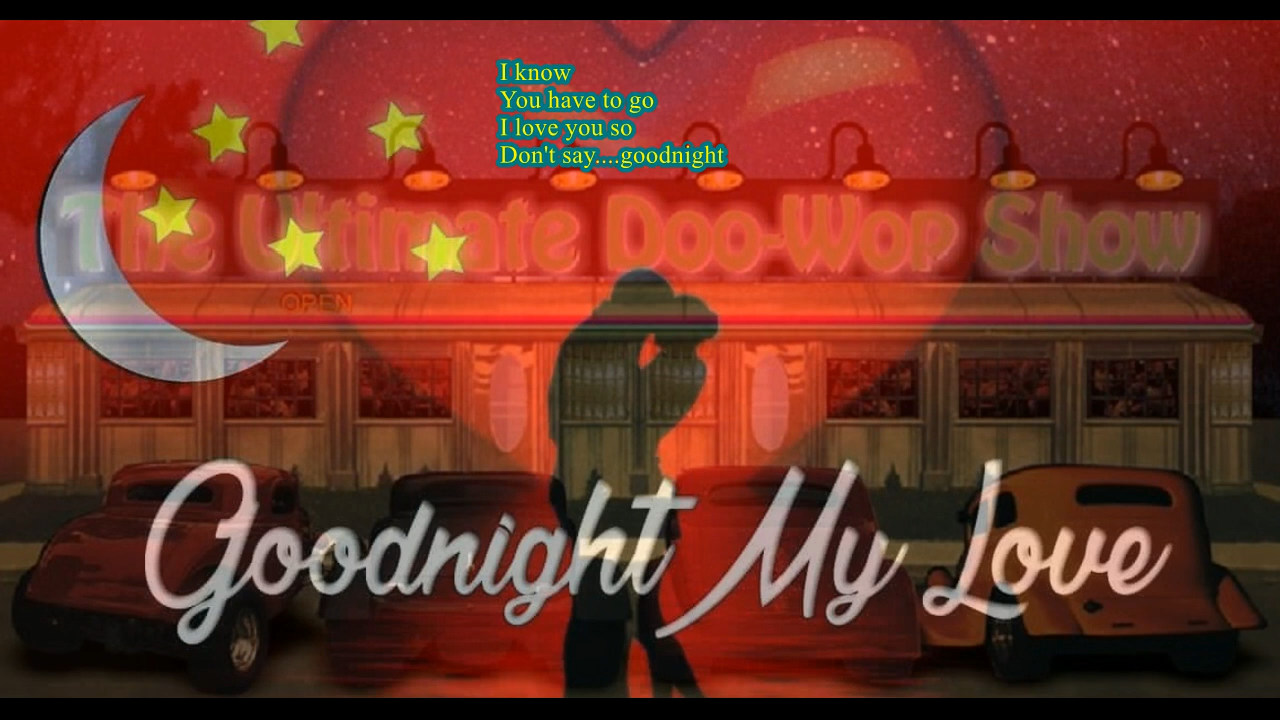 I know
You have to go
I love you so
Don't say....goodnight
The Ultimate Doo-Wop Show
OPEN
Goodnight My Love